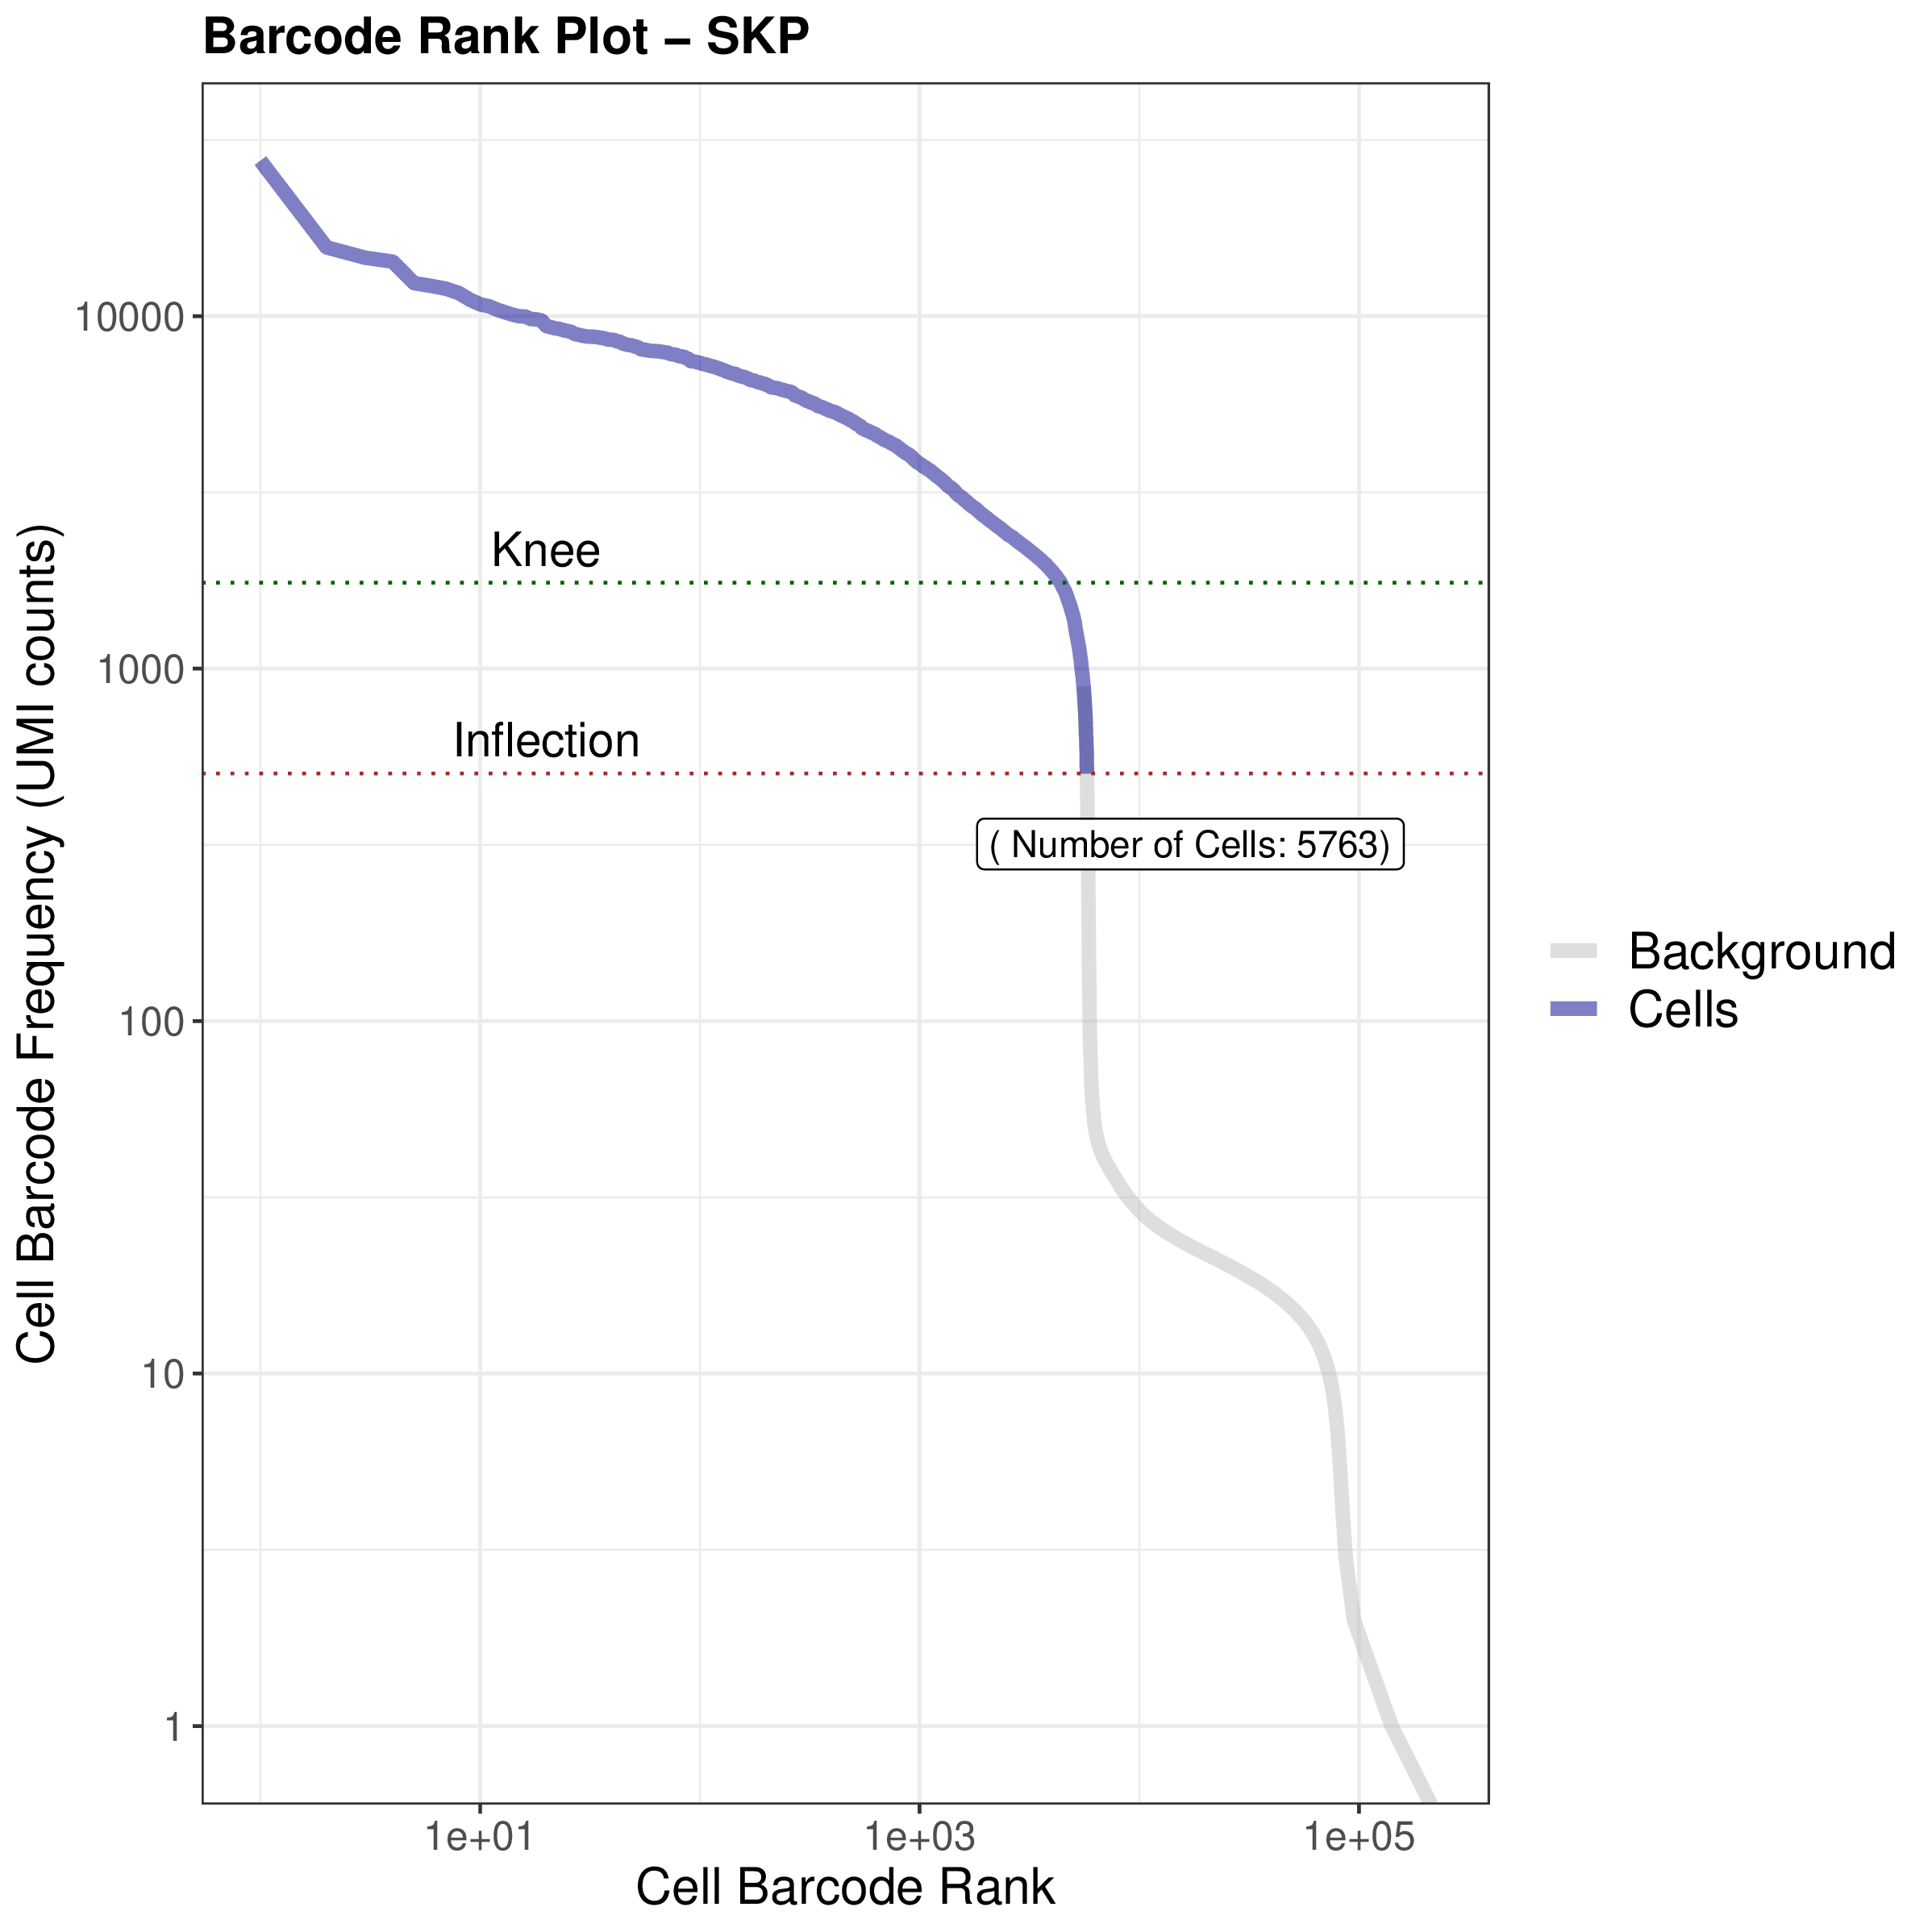 Barcode Rank Plot – SKP
Cell Barcode Frequency (UMI counts)
10000
1000
100
10
1
Knee
Inflection
( Number of Cells: 5763)
Background
Cells
1e+01
1e+03
1e+05
Cell Barcode Rank